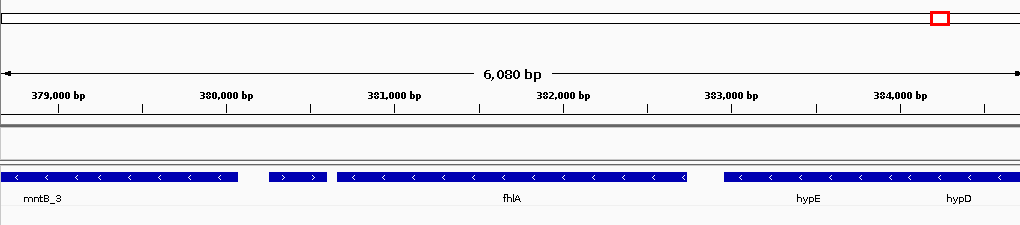 6,080 bp
379,000 bp 380,000 bp 381,000 bp 382,000 bp 383,000 bp 384,000 bp
mntB_3 fhlA hypE hypD